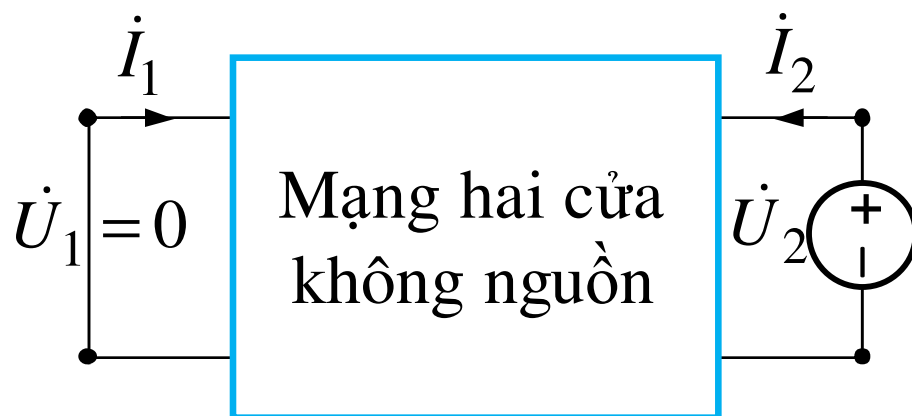 İ₁ İ₂
Mạng hai cửa
U̇₁ = 0 U̇₂ + −
không nguồn